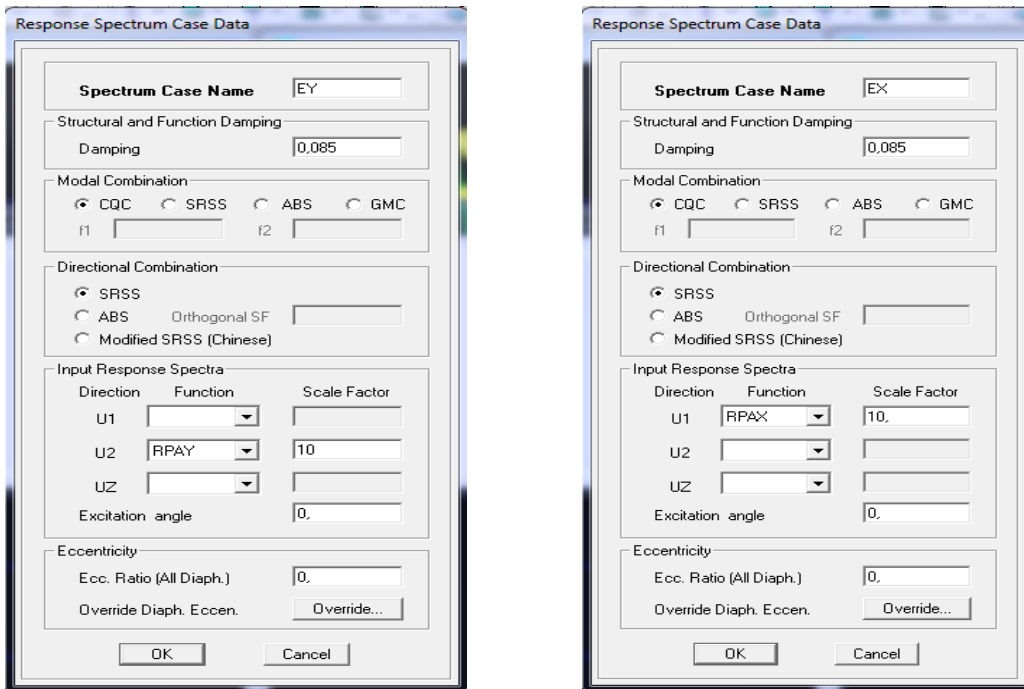 Response Spectrum Case Data
Spectrum Case Name EY
Structural and Function Damping
Damping 0,085
Modal Combination
CQC SRSS ABS GMC
f1 f2
Directional Combination
SRSS
ABS Orthogonal SF
Modified SRSS (Chinese)
Input Response Spectra
Direction Function Scale Factor
U1
U2 RPAY 10
UZ
Excitation angle 0,
Eccentricity
Ecc. Ratio (All Diaph.) 0,
Override Diaph. Eccen. Override...
OK Cancel
Response Spectrum Case Data
Spectrum Case Name EX
Structural and Function Damping
Damping 0,085
Modal Combination
CQC SRSS ABS GMC
f1 f2
Directional Combination
SRSS
ABS Orthogonal SF
Modified SRSS (Chinese)
Input Response Spectra
Direction Function Scale Factor
U1 RPAX 10,
U2
UZ
Excitation angle 0,
Eccentricity
Ecc. Ratio (All Diaph.) 0,
Override Diaph. Eccen. Override...
OK Cancel